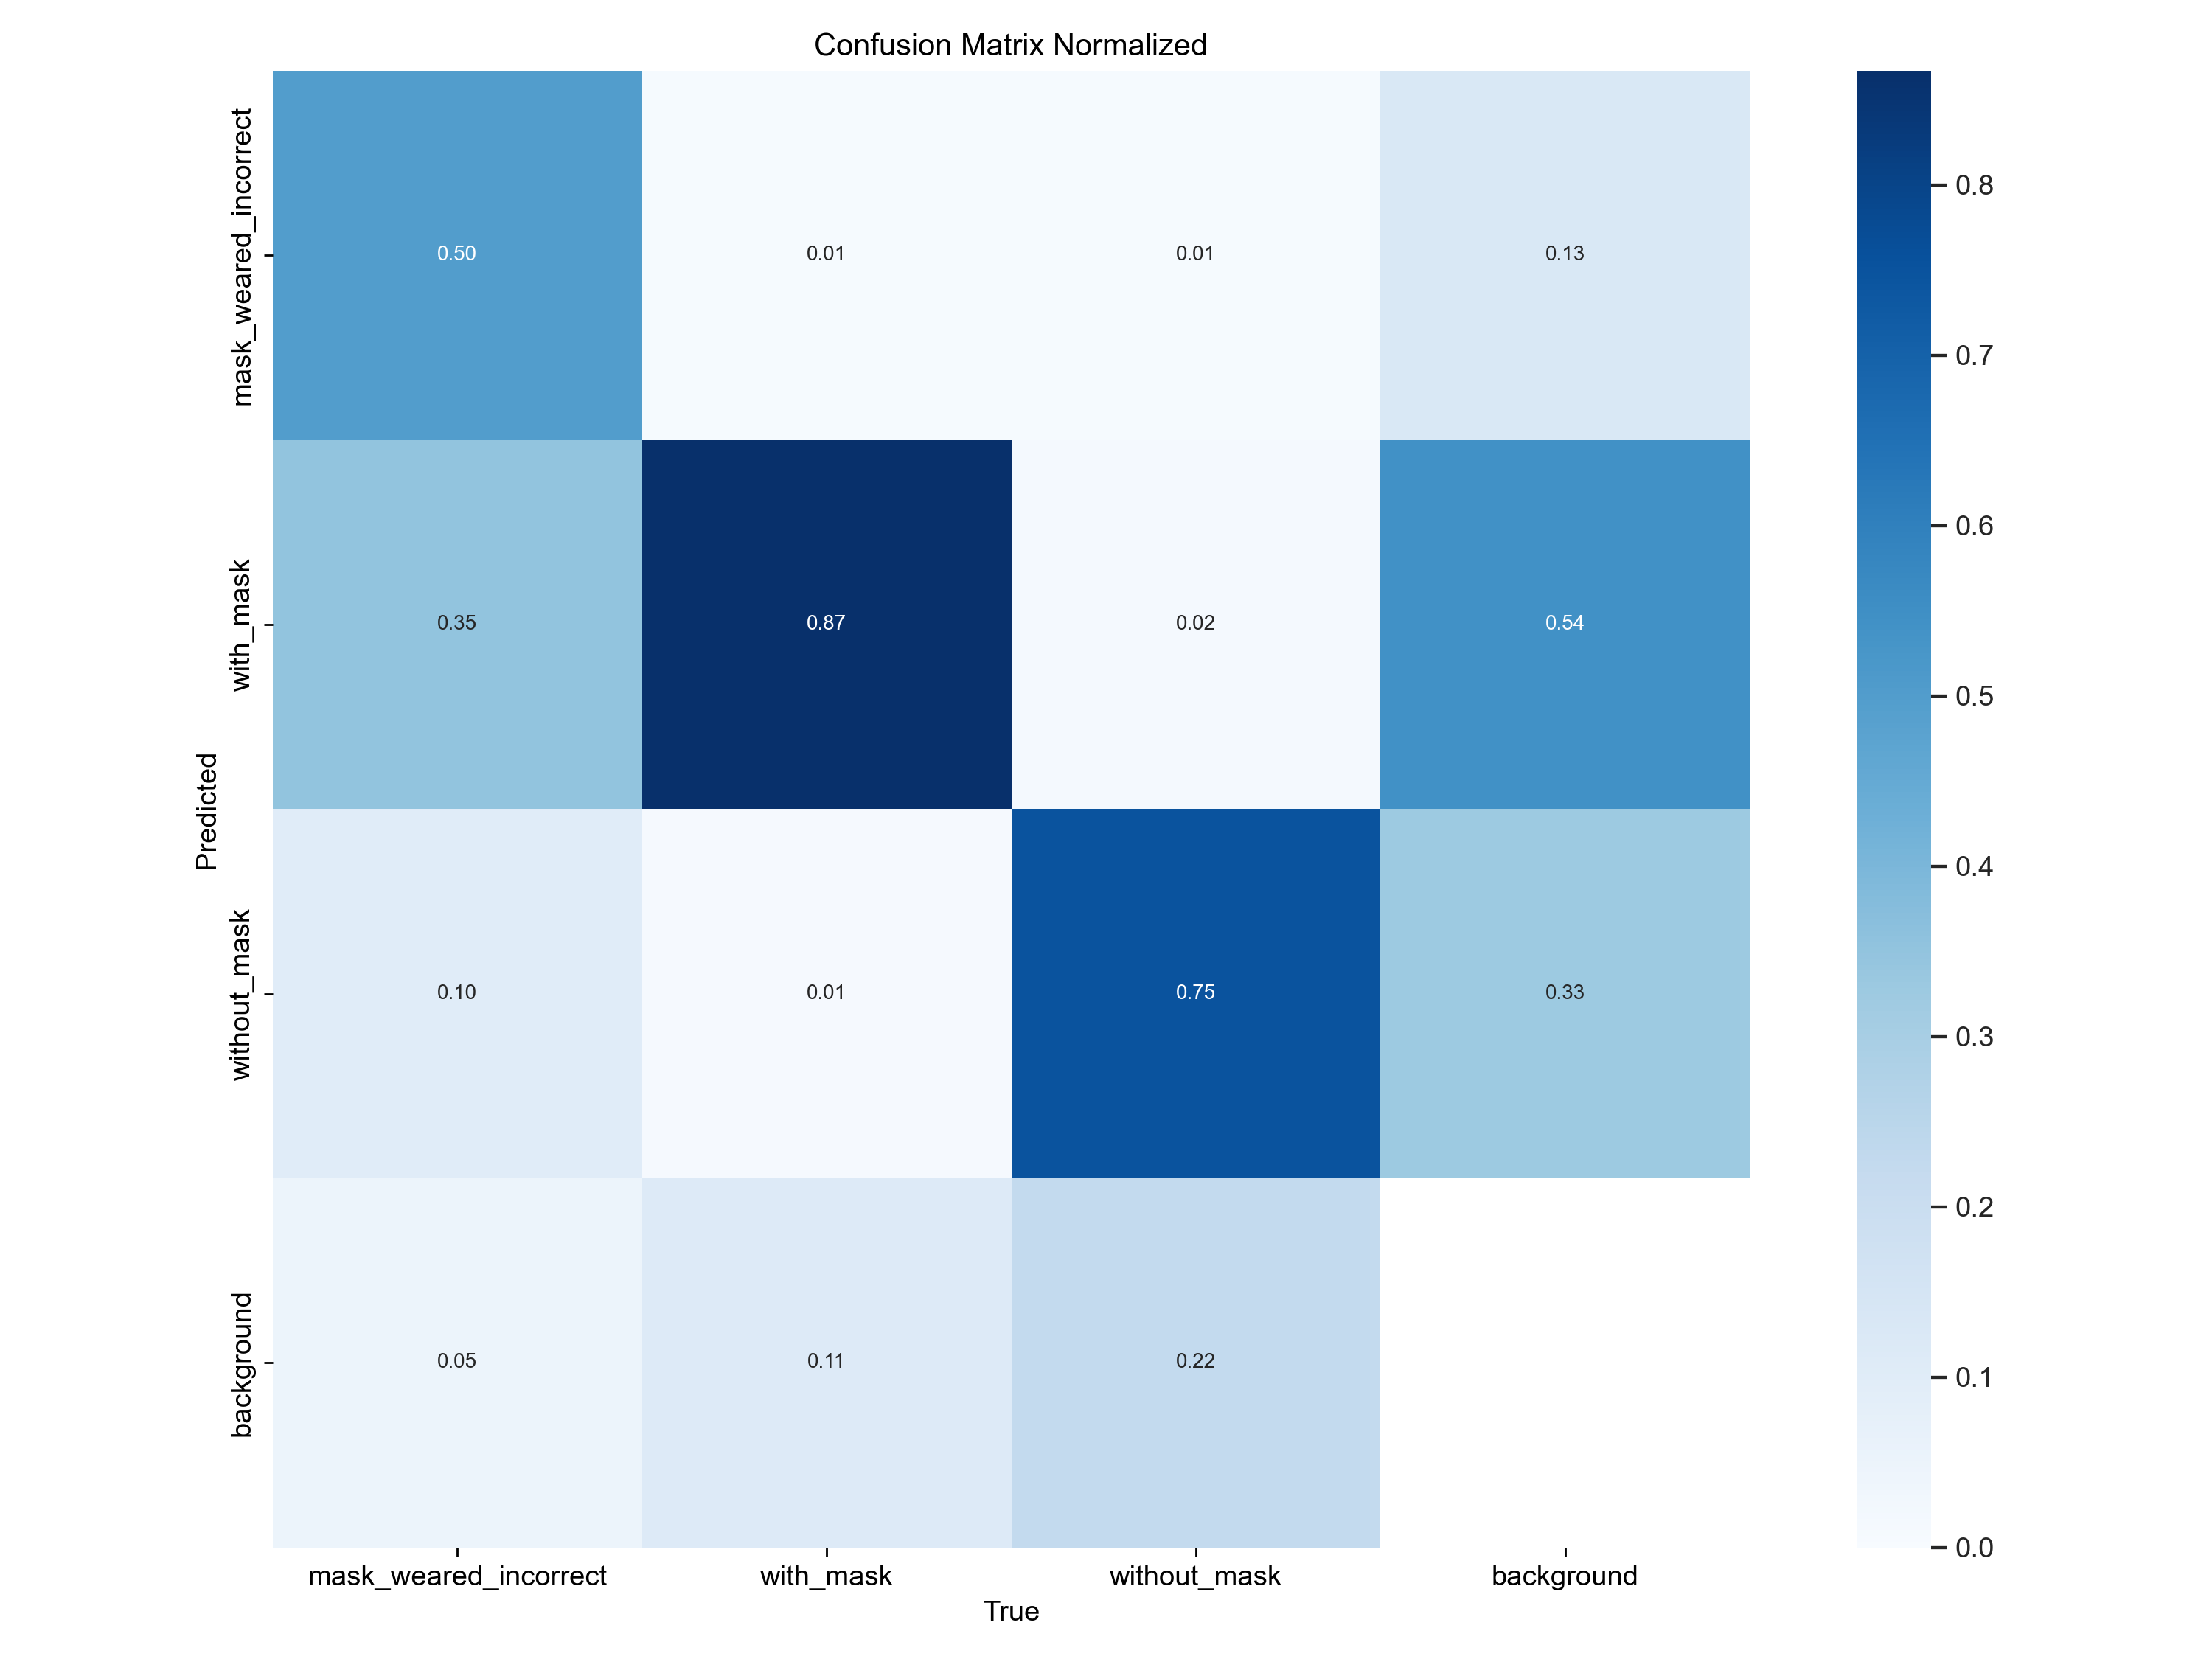 Confusion Matrix Normalized
mask_weared_incorrect
0.50
0.01
0.01
0.13
with_mask
0.35
0.87
0.02
0.54
without_mask
0.10
0.01
0.75
0.33
background
0.05
0.11
0.22
Predicted
mask_weared_incorrect
with_mask
without_mask
background
True
0.8
0.7
0.6
0.5
0.4
0.3
0.2
0.1
0.0